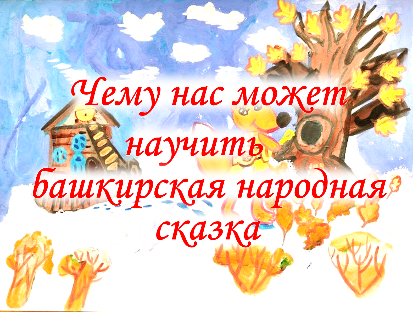 Чему нас может
научить
башкирская народная
сказка